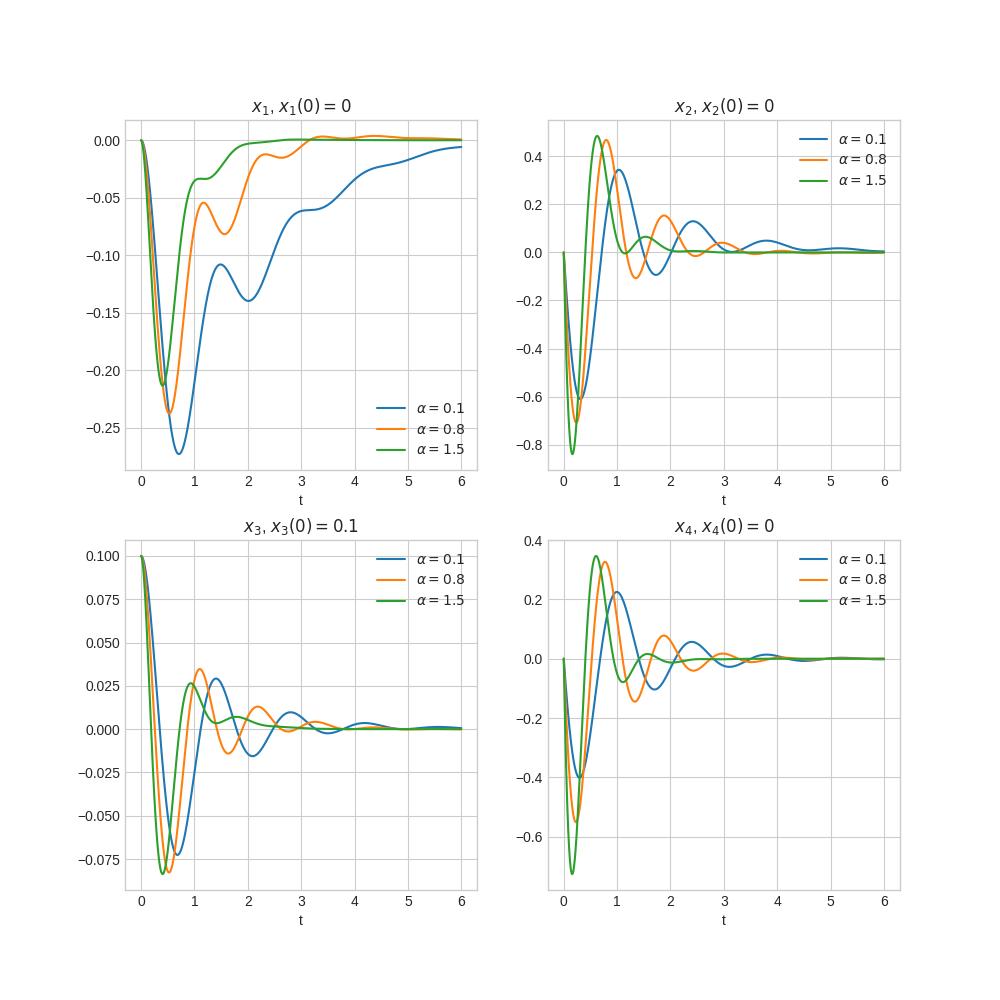 x₁, x₁(0) = 0
0.00
−0.05
−0.10
−0.15
−0.20
−0.25
α = 0.1
α = 0.8
α = 1.5
0 1 2 3 4 5 6
t
x₂, x₂(0) = 0
0.4
0.2
0.0
−0.2
−0.4
−0.6
−0.8
α = 0.1
α = 0.8
α = 1.5
0 1 2 3 4 5 6
t
x₃, x₃(0) = 0.1
0.100
0.075
0.050
0.025
0.000
−0.025
−0.050
−0.075
α = 0.1
α = 0.8
α = 1.5
0 1 2 3 4 5 6
t
x₄, x₄(0) = 0
0.4
0.2
0.0
−0.2
−0.4
−0.6
α = 0.1
α = 0.8
α = 1.5
0 1 2 3 4 5 6
t